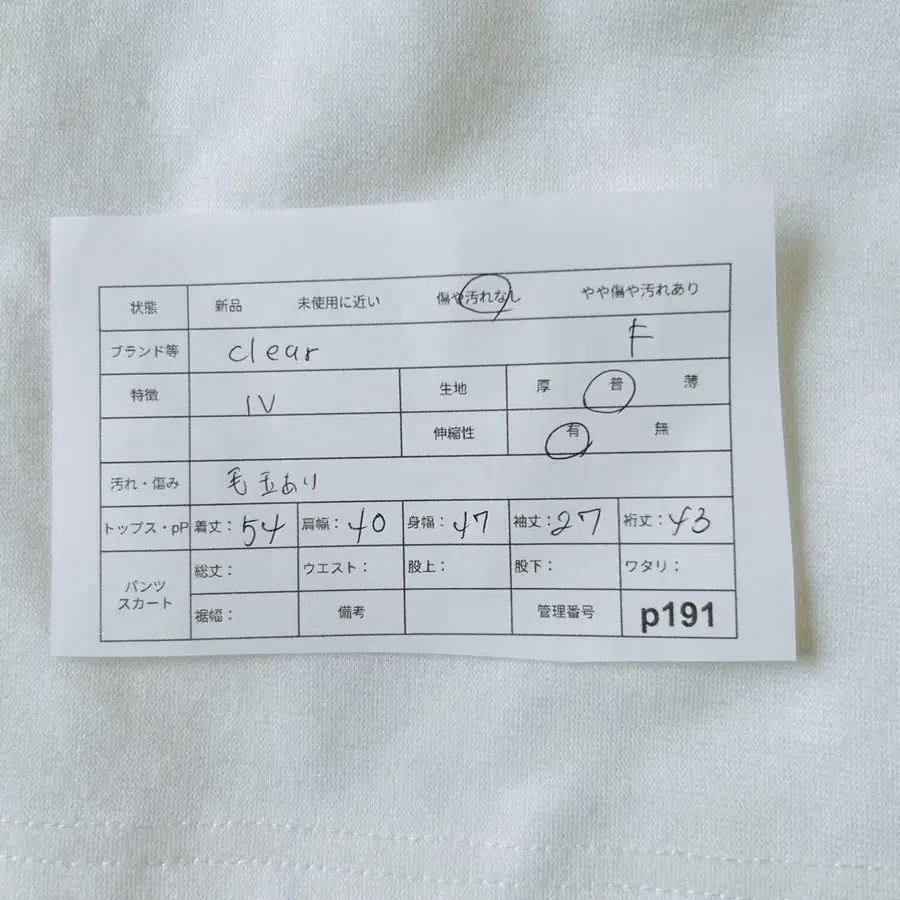 状態 新品 未使用に近い 傷や汚れなし やや傷や汚れあり
ブランド等 clear F
特徴 IV 生地 厚 普 薄
伸縮性 有 無
汚れ・傷み 毛玉あり
トップス・pP 着丈：54 肩幅：40 身幅：47 袖丈：27 裄丈：43
パンツ スカート 総丈： ウエスト： 股上： 股下： ワタリ：
裾幅： 備考 管理番号 p191